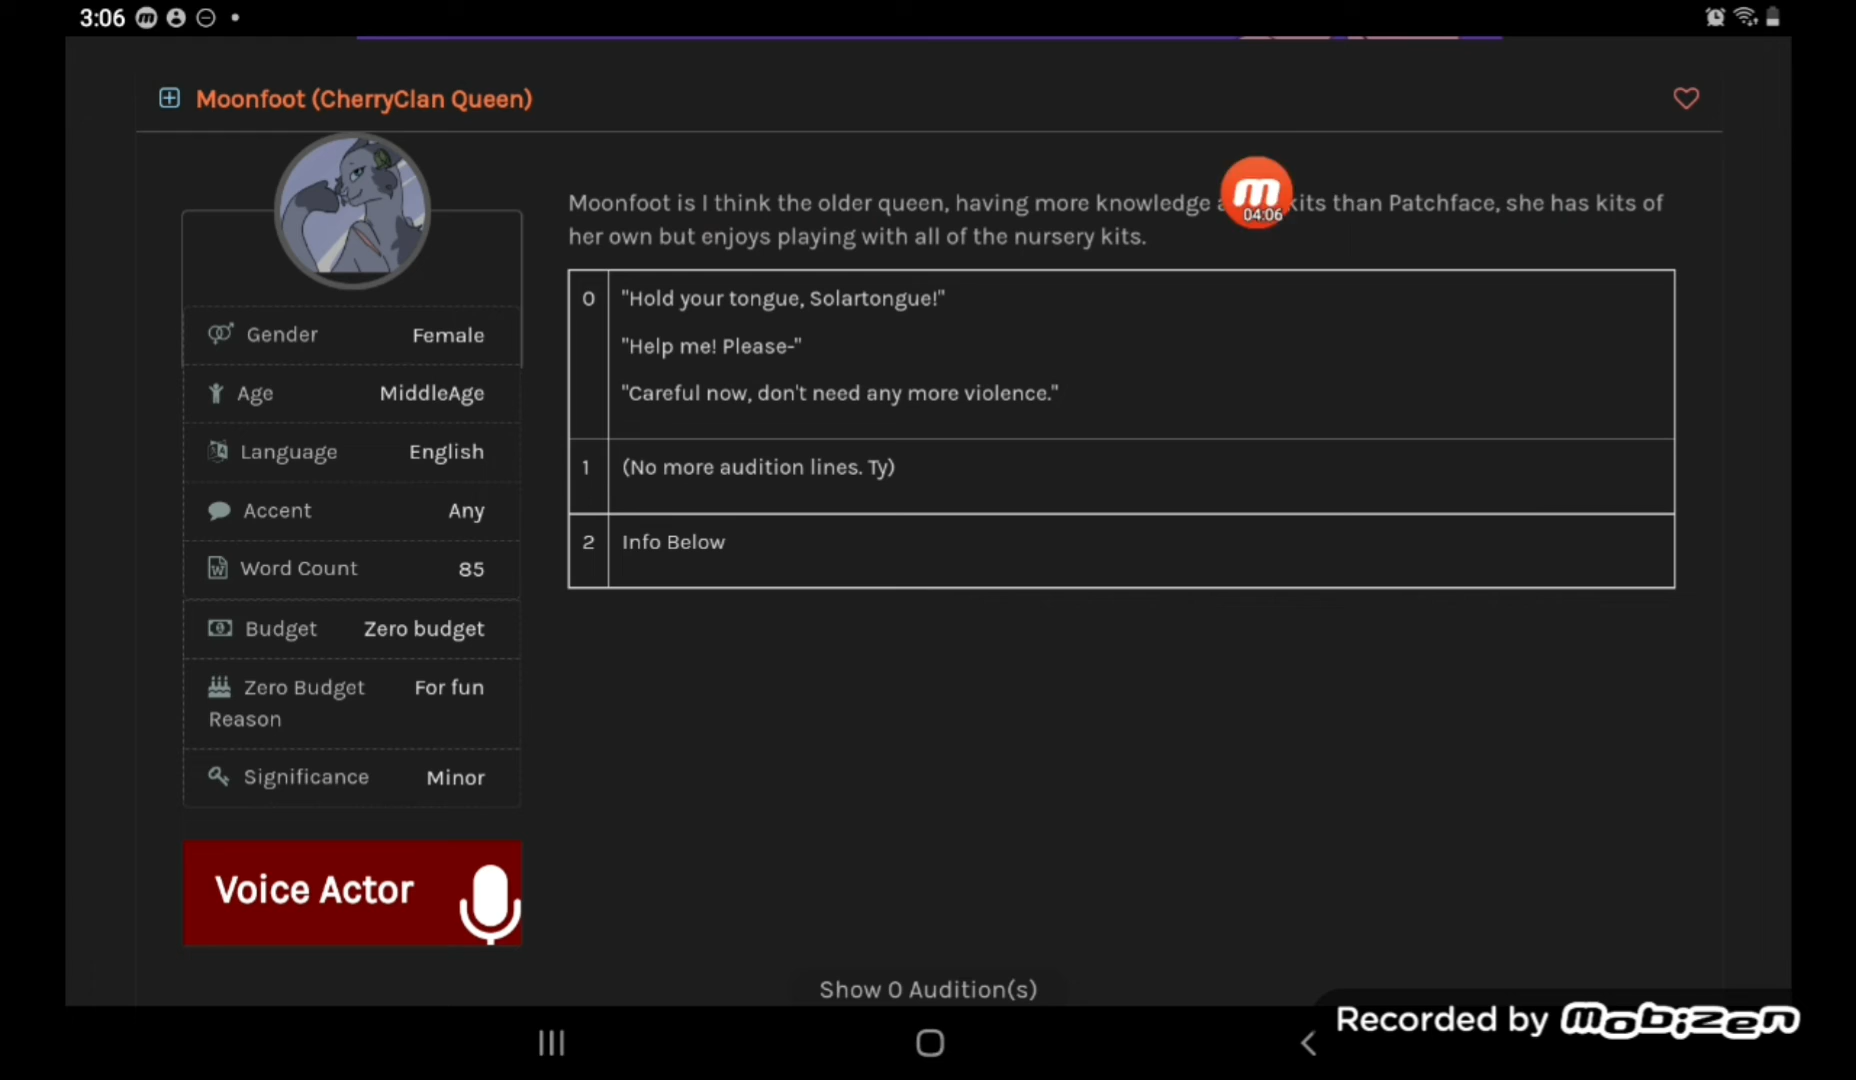 3:06
Moonfoot (CherryClan Queen)
Moonfoot is I think the older queen, having more knowledge kits than Patchface, she has kits of
her own but enjoys playing with all of the nursery kits.
m
04:06
0 "Hold your tongue, Solartongue!"
"Help me! Please-"
"Careful now, don't need any more violence."
1 (No more audition lines. Ty)
2 Info Below
Gender Female
Age MiddleAge
Language English
Accent Any
Word Count 85
Budget Zero budget
Zero Budget For fun
Reason
Significance Minor
Voice Actor
Show 0 Audition(s)
Recorded by mobizen